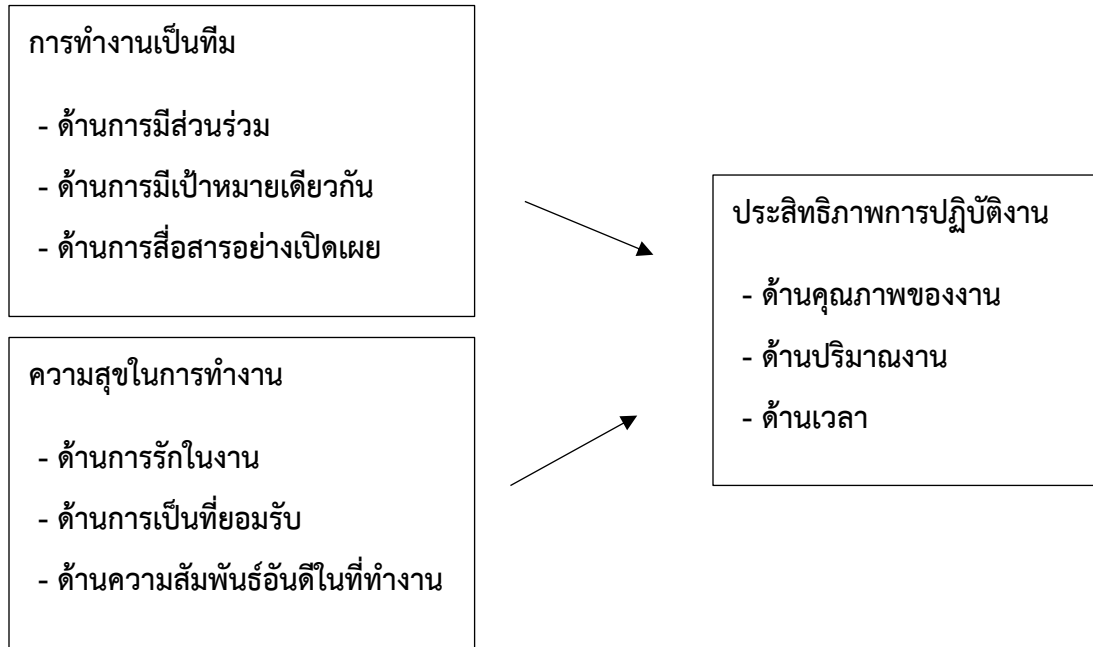 การทำงานเป็นทีม
- ด้านการมีส่วนร่วม
- ด้านการมีเป้าหมายเดียวกัน
- ด้านการสื่อสารอย่างเปิดเผย
ความสุขในการทำงาน
- ด้านการรักในงาน
- ด้านการเป็นที่ยอมรับ
- ด้านความสัมพันธ์อันดีในที่ทำงาน
ประสิทธิภาพการปฏิบัติงาน
- ด้านคุณภาพของงาน
- ด้านปริมาณงาน
- ด้านเวลา